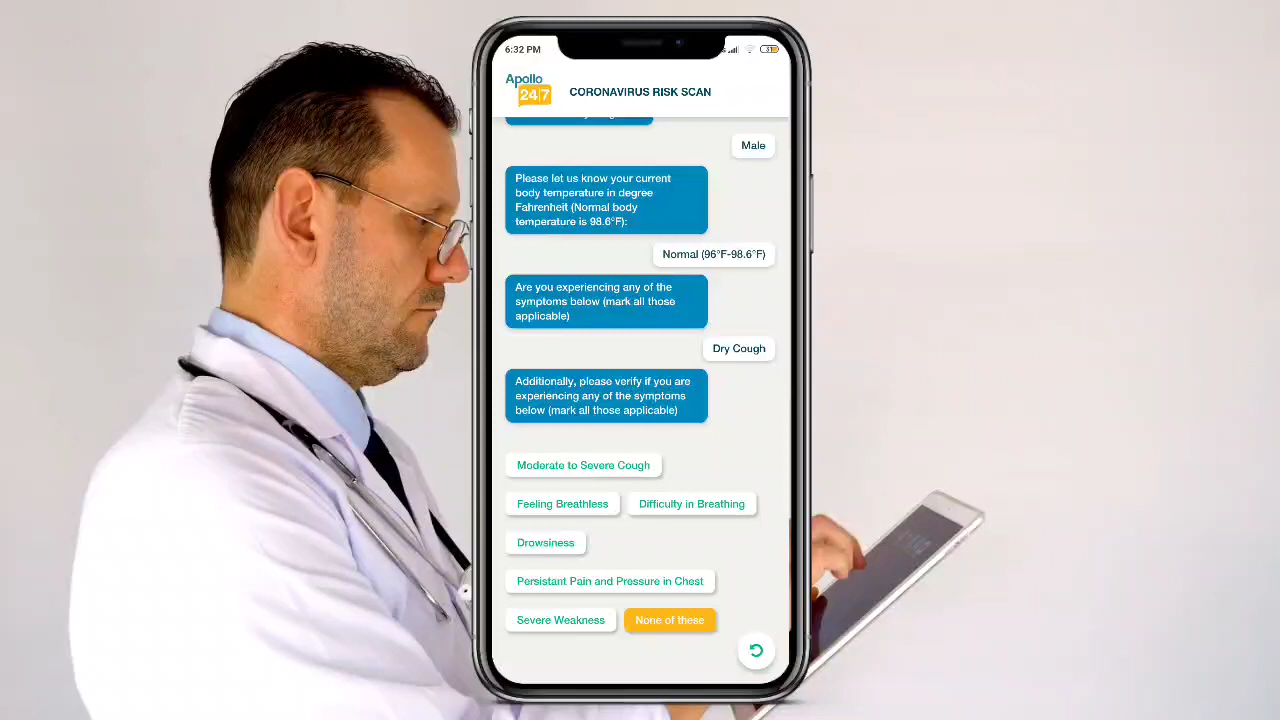 6:32 PM
Apollo
24|7
CORONAVIRUS RISK SCAN
Male
Please let us know your current
body temperature in degree
Fahrenheit (Normal body
temperature is 98.6°F):
Normal (96°F-98.6°F)
Are you experiencing any of the
symptoms below (mark all those
applicable)
Dry Cough
Additionally, please verify if you are
experiencing any of the symptoms
below (mark all those applicable)
Moderate to Severe Cough
Feeling Breathless Difficulty in Breathing
Drowsiness
Persistant Pain and Pressure in Chest
Severe Weakness None of these